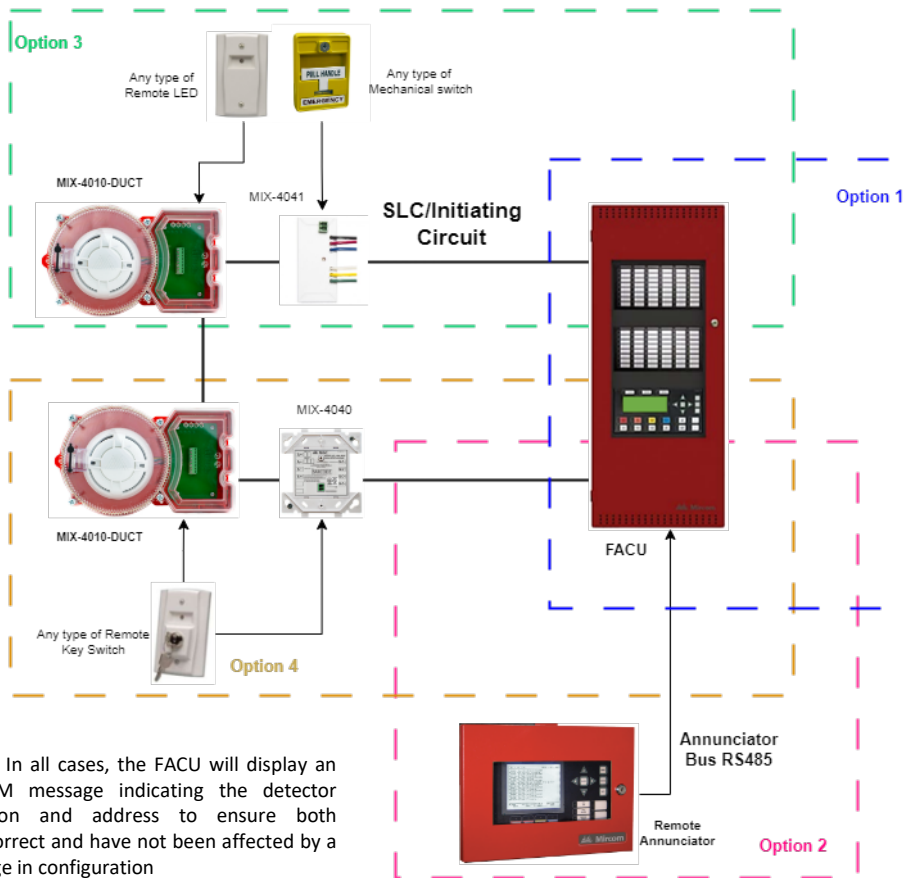 Option 3
Any type of
Remote LED
PULL HANDLE
EMERGENCY
Any type of
Mechanical switch
Option 1
MIX-4010-DUCT
MIX-4041
SLC/Initiating
Circuit
MIX-4040
MIX-4010-DUCT
Mircom
FACU
Any type of Remote
Key Switch
Option 4
In all cases, the FACU will display an
M message indicating the detector
on and address to ensure both
orrect and have not been affected by a
e in configuration
Annunciator
Bus RS485
Mircom
Remote
Annunciator
Option 2